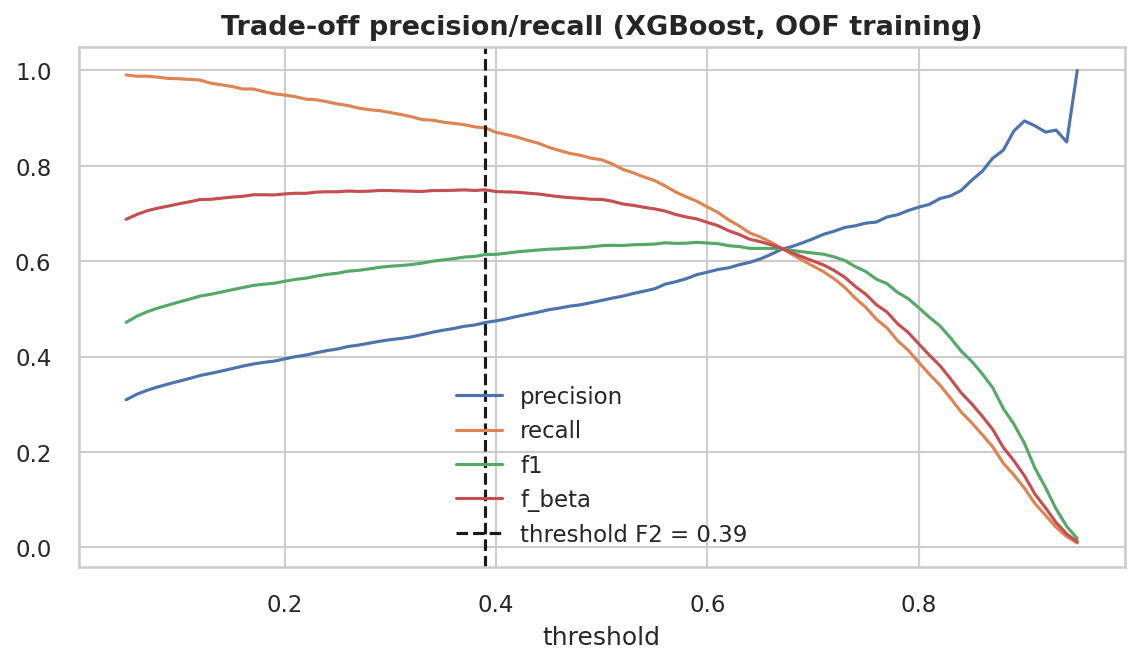 Trade-off precision/recall (XGBoost, OOF training)
1.0
0.8
0.6
0.4
0.2
0.0
precision
recall
f1
f_beta
threshold F2 = 0.39
0.2 0.4 0.6 0.8
threshold